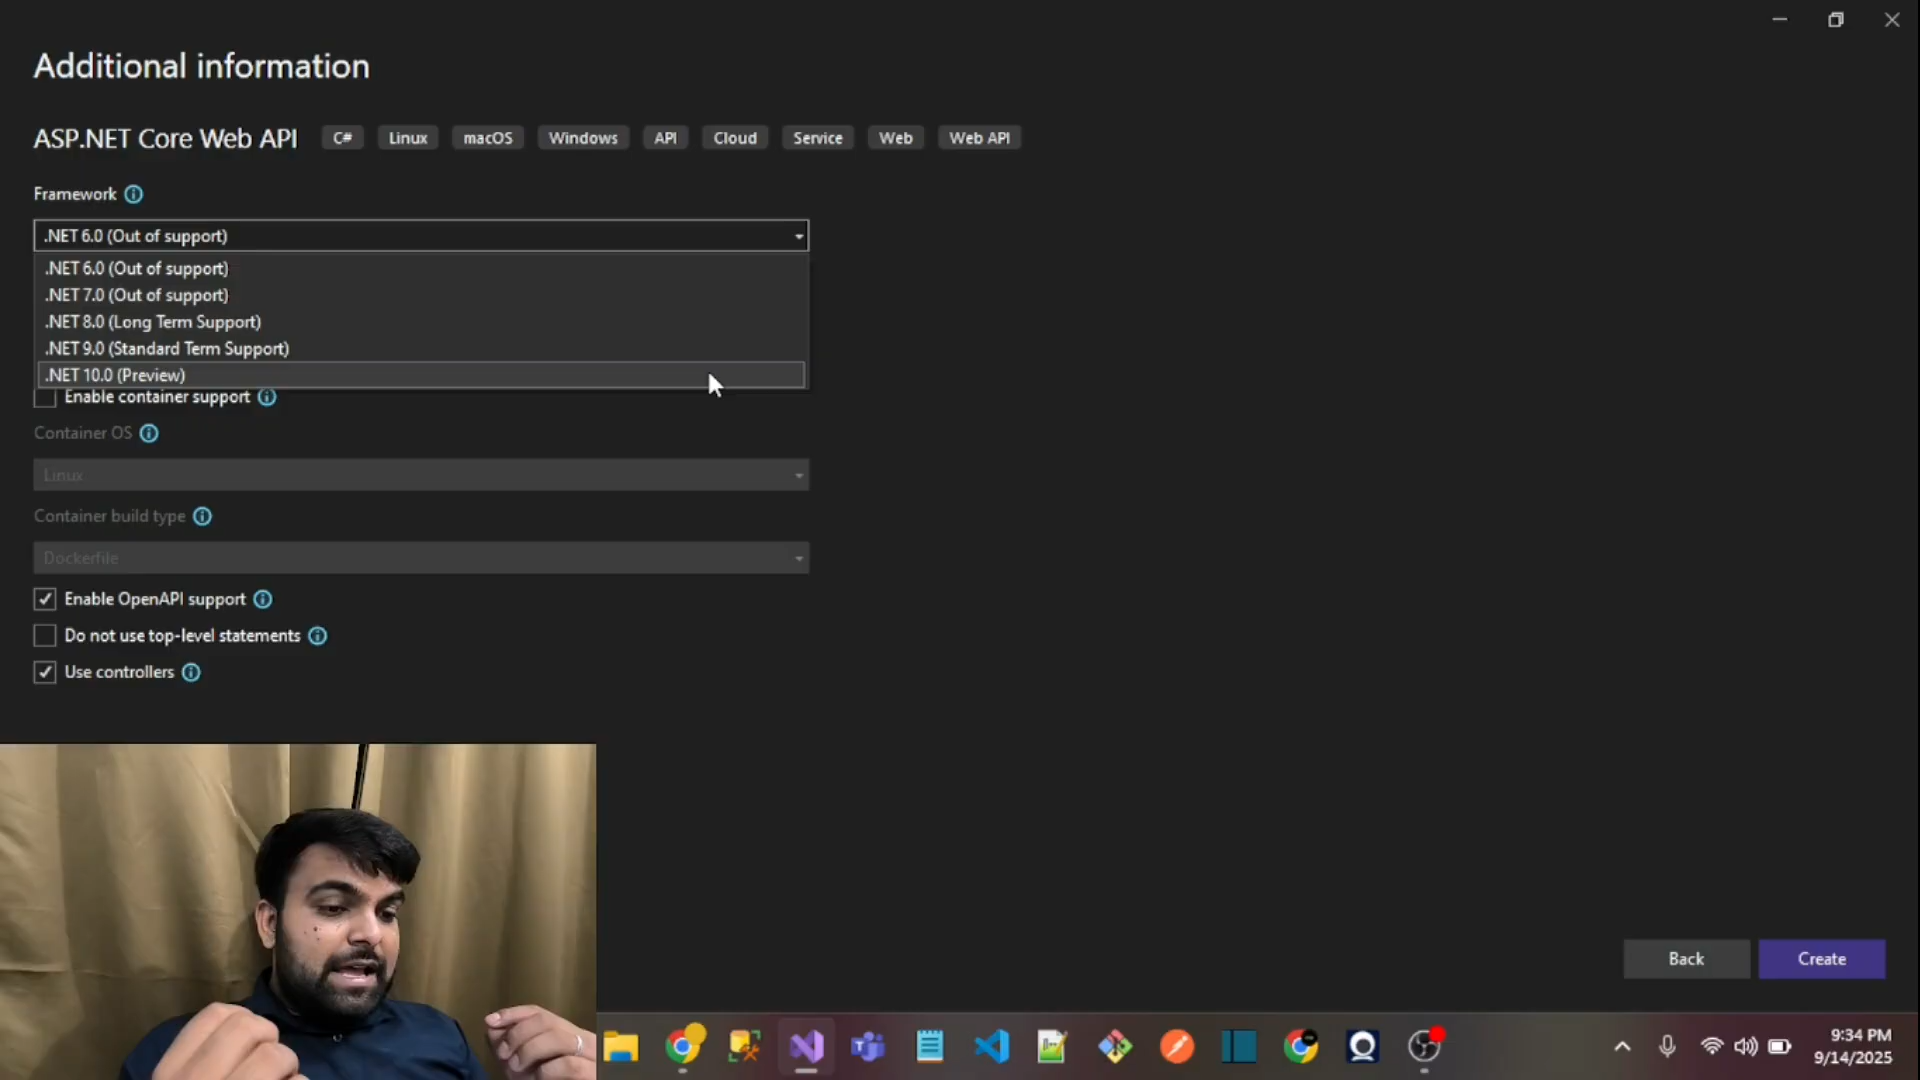 Additional information
ASP.NET Core Web API C# Linux macOS Windows API Cloud Service Web Web API
Framework
.NET 6.0 (Out of support)
.NET 6.0 (Out of support)
.NET 7.0 (Out of support)
.NET 8.0 (Long Term Support)
.NET 9.0 (Standard Term Support)
.NET 10.0 (Preview)
Enable container support
Container OS
Linux
Container build type
Dockerfile
Enable OpenAPI support
Do not use top-level statements
Use controllers
Back Create
9:34 PM
9/14/2025